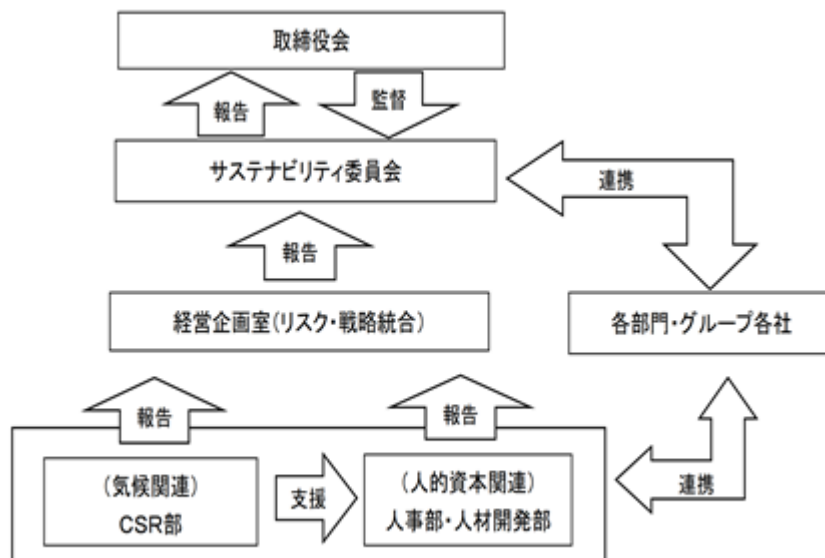 取締役会
報告
監督
サステナビリティ委員会
連携
報告
経営企画室(リスク・戦略統合)
各部門・グループ各社
報告
報告
(気候関連)
CSR部
支援
(人的資本関連)
人事部・人材開発部
連携